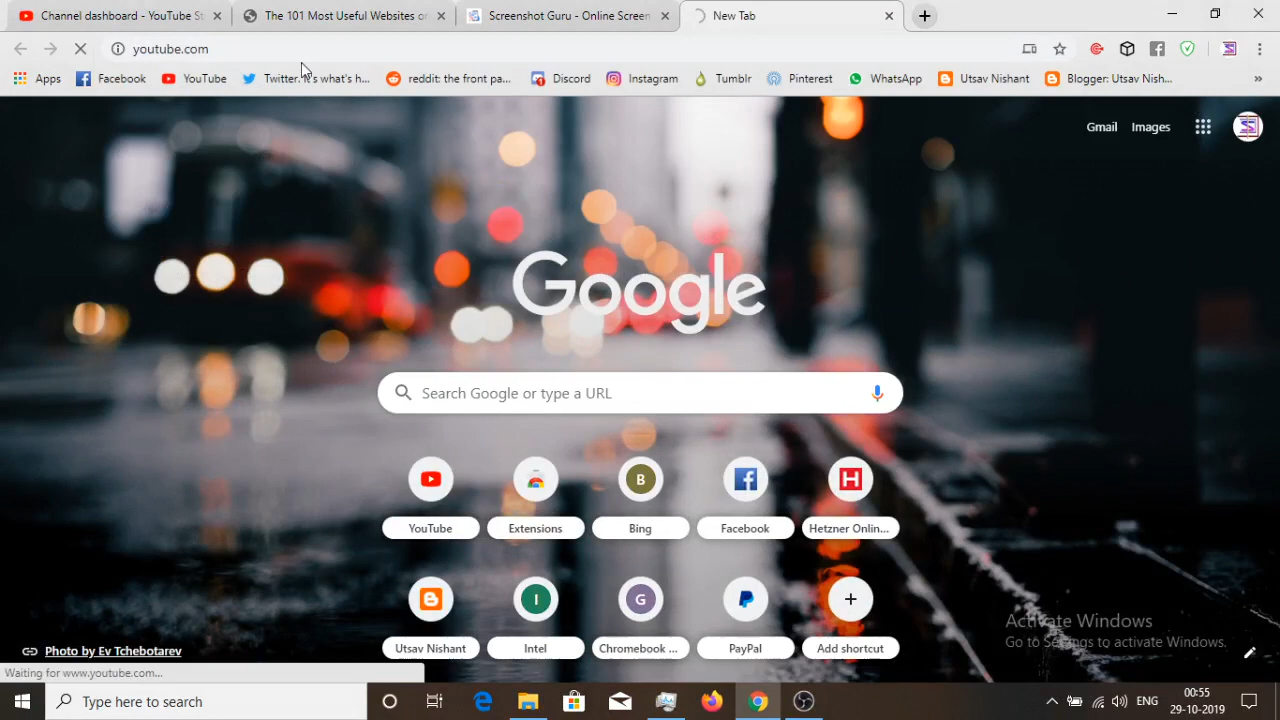 Channel dashboard - YouTube St
The 101 Most Useful Websites on
Screenshot Guru - Online Screen
New Tab
youtube.com
Apps
Facebook
YouTube
Twitter. It's what's h...
reddit: the front pa...
Discord
Instagram
Tumblr
Pinterest
WhatsApp
Utsav Nishant
Blogger: Utsav Nish...
»
Gmail
Images
Google
Search Google or type a URL
YouTube
Extensions
B
Bing
Facebook
H
Hetzner Onlin...
Utsav Nishant
I
Intel
G
Chromebook ...
PayPal
Add shortcut
Activate Windows
Go to Settings to activate Windows.
Photo by Ev Tchebotarev
Waiting for www.youtube.com...
Type here to search
ENG
00:55
29-10-2019